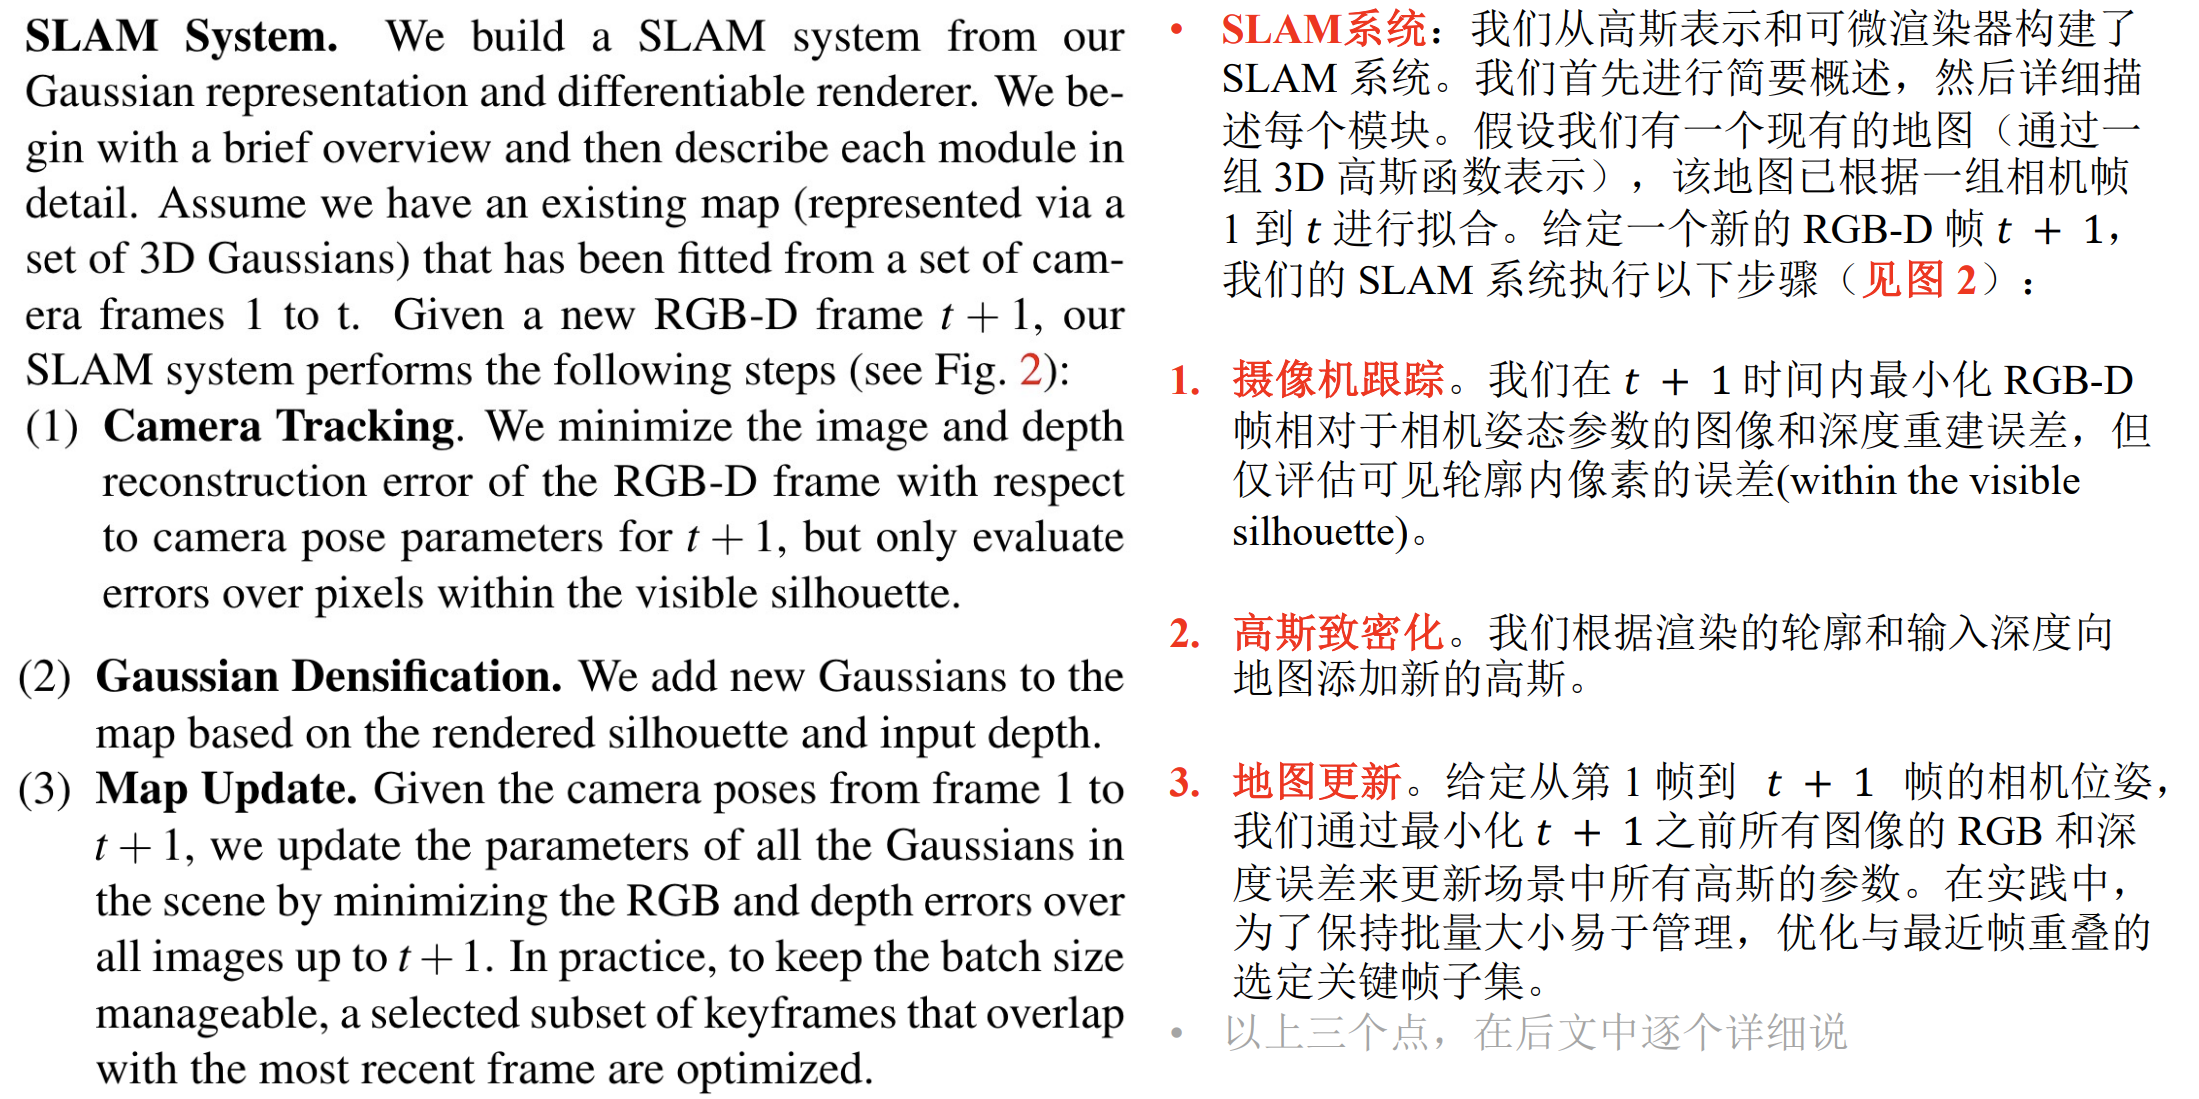 SLAM System. We build a SLAM system from our
Gaussian representation and differentiable renderer. We be-
gin with a brief overview and then describe each module in
detail. Assume we have an existing map (represented via a
set of 3D Gaussians) that has been fitted from a set of cam-
era frames 1 to t. Given a new RGB-D frame t + 1, our
SLAM system performs the following steps (see Fig. 2):
(1) Camera Tracking. We minimize the image and depth
reconstruction error of the RGB-D frame with respect
to camera pose parameters for t + 1, but only evaluate
errors over pixels within the visible silhouette.
(2) Gaussian Densification. We add new Gaussians to the
map based on the rendered silhouette and input depth.
(3) Map Update. Given the camera poses from frame 1 to
t + 1, we update the parameters of all the Gaussians in
the scene by minimizing the RGB and depth errors over
all images up to t + 1. In practice, to keep the batch size
manageable, a selected subset of keyframes that overlap
with the most recent frame are optimized.
• SLAM系统：我们从高斯表示和可微渲染器构建了
SLAM 系统。我们首先进行简要概述，然后详细描
述每个模块。假设我们有一个现有的地图（通过一
组 3D 高斯函数表示），该地图已根据一组相机帧
1 到 t 进行拟合。给定一个新的 RGB-D 帧 t + 1，
我们的 SLAM 系统执行以下步骤（见图 2）：
1. 摄像机跟踪。我们在 t + 1 时间内最小化 RGB-D
帧相对于相机姿态参数的图像和深度重建误差，但
仅评估可见轮廓内像素的误差(within the visible
silhouette)。
2. 高斯致密化。我们根据渲染的轮廓和输入深度向
地图添加新的高斯。
3. 地图更新。给定从第 1 帧到 t + 1 帧的相机位姿，
我们通过最小化 t + 1 之前所有图像的 RGB 和深
度误差来更新场景中所有高斯的参数。在实践中，
为了保持批量大小易于管理，优化与最近帧重叠的
选定关键帧子集。
• 以上三个点，在后文中逐个详细说